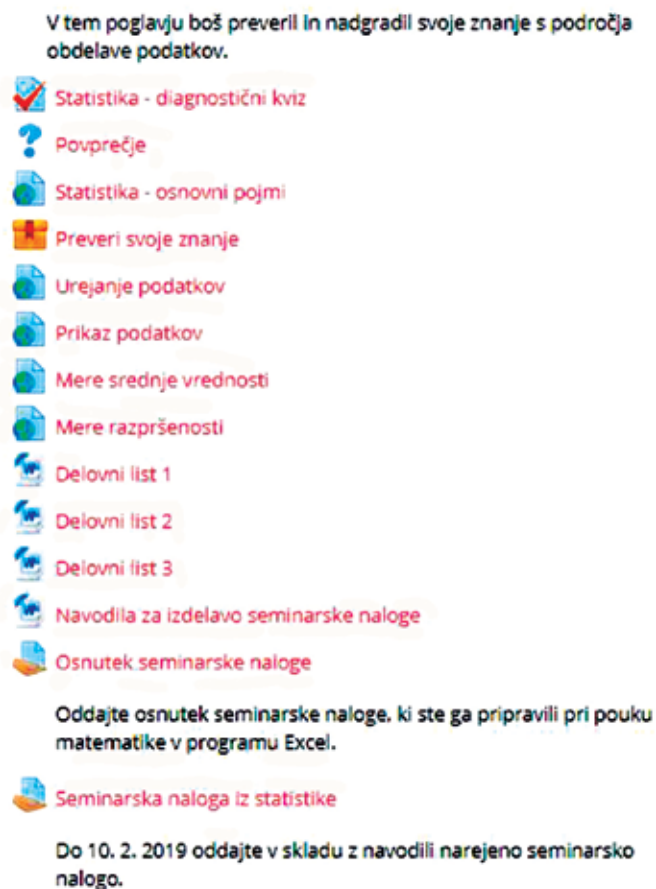 V tem poglavju boš preveril in nadgradil svoje znanje s področja
obdelave podatkov.
Statistika - diagnostični kviz
Povprečje
Statistika - osnovni pojmi
Preveri svoje znanje
Urejanje podatkov
Prikaz podatkov
Mere srednje vrednosti
Mere razpršenosti
Delovni list 1
Delovni list 2
Delovni list 3
Navodila za izdelavo seminarske naloge
Osnutek seminarske naloge
Oddajte osnutek seminarske naloge, ki ste ga pripravili pri pouku
matematike v programu Excel.
Seminarska naloga iz statistike
Do 10. 2. 2019 oddajte v skladu z navodili narejeno seminarsko
nalogo.